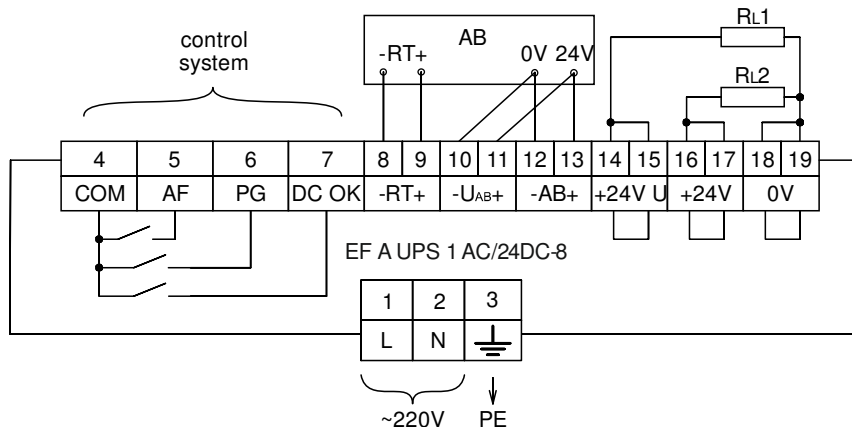 control
system
AB
-RT+
0V 24V
RL1
RL2
4 5 6 7 8 9 10 11 12 13 14 15 16 17 18 19
COM AF PG DC OK -RT+ -UAB+ -AB+ +24V U +24V 0V
EF A UPS 1 AC/24DC-8
1 2 3
L N
~220V PE